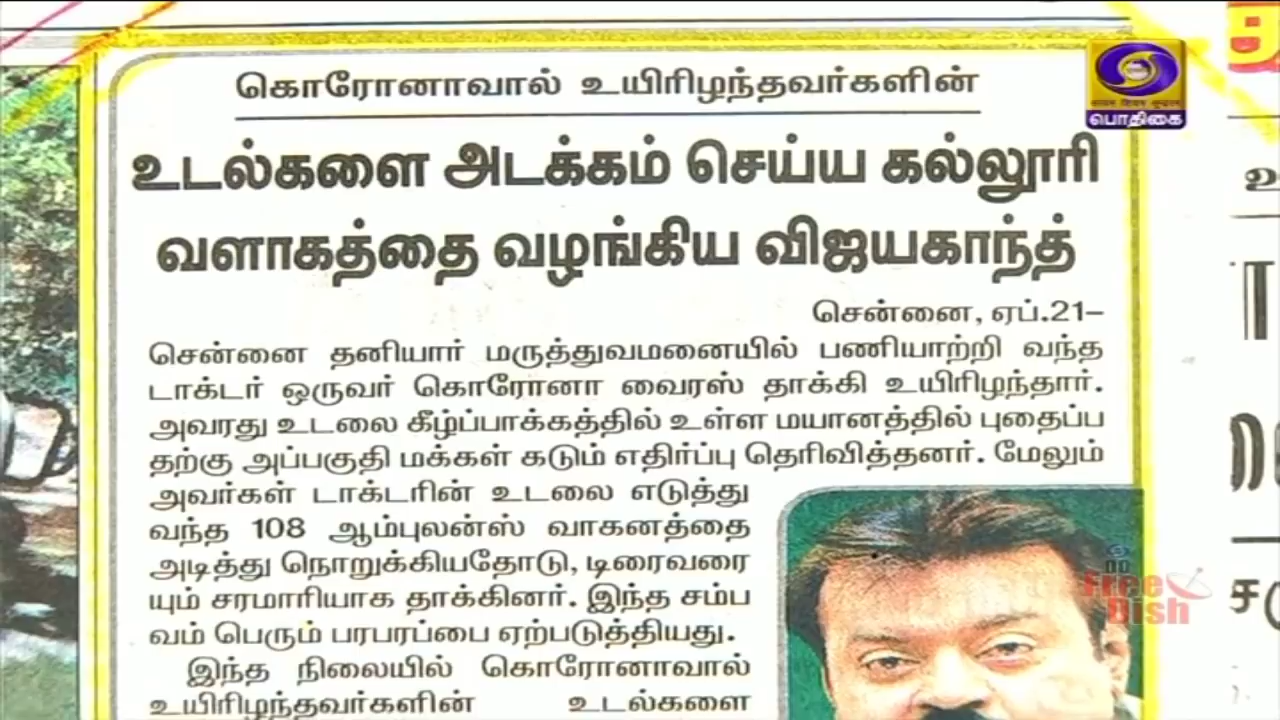 கொரோனாவால் உயிரிழந்தவர்களின்
உடல்களை அடக்கம் செய்ய கல்லூரி
வளாகத்தை வழங்கிய விஜயகாந்த்
சென்னை, ஏப்.21–
சென்னை தனியார் மருத்துவமனையில் பணியாற்றி வந்த
டாக்டர் ஒருவர் கொரோனா வைரஸ் தாக்கி உயிரிழந்தார்.
அவரது உடலை கீழ்ப்பாக்கத்தில் உள்ள மயானத்தில் புதைப்ப
தற்கு அப்பகுதி மக்கள் கடும் எதிர்ப்பு தெரிவித்தனர். மேலும்
அவர்கள் டாக்டரின் உடலை எடுத்து
வந்த 108 ஆம்புலன்ஸ் வாகனத்தை
அடித்து நொறுக்கியதோடு, டிரைவரை
யும் சரமாரியாக தாக்கினர். இந்த சம்ப
வம் பெரும் பரபரப்பை ஏற்படுத்தியது.
இந்த நிலையில் கொரோனாவால்
உயிரிழந்தவர்களின் உடல்களை
பொதிகை
DD
Free
Dish